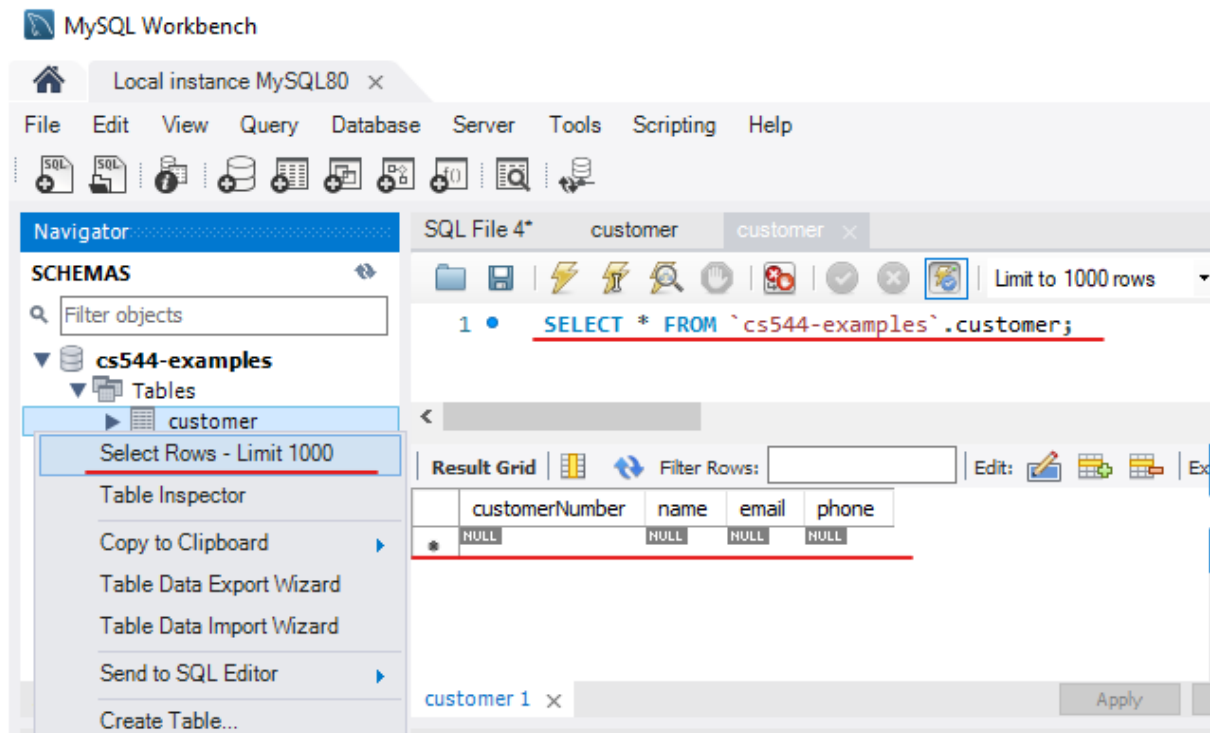 MySQL Workbench
Local instance MySQL80
File Edit View Query Database Server Tools Scripting Help
SQL SQL
Navigator
SCHEMAS
Filter objects
cs544-examples
Tables
customer
Select Rows - Limit 1000
Table Inspector
Copy to Clipboard
Table Data Export Wizard
Table Data Import Wizard
Send to SQL Editor
Create Table...
SQL File 4* customer customer
Limit to 1000 rows
1 SELECT * FROM `cs544-examples`.customer;
Result Grid Filter Rows: Edit:
customerNumber name email phone
* NULL NULL NULL NULL
customer 1 Apply